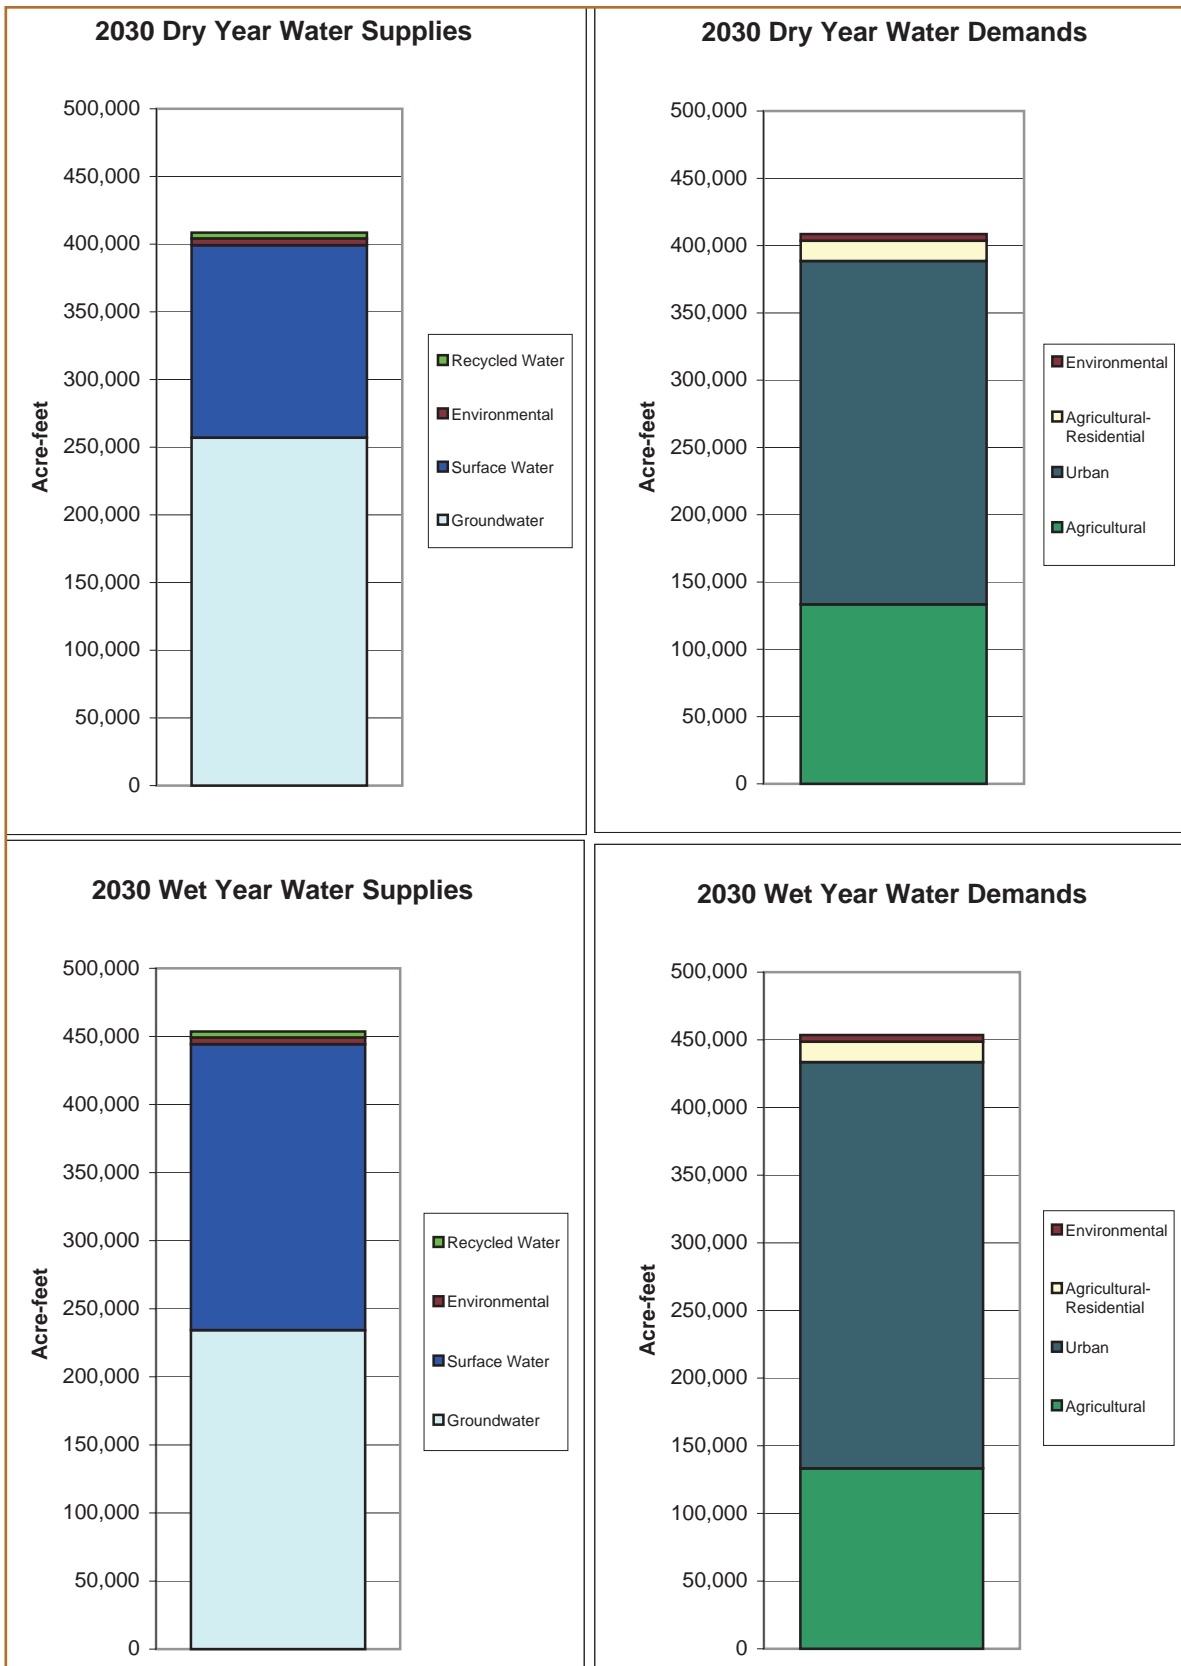 2030 Dry Year Water Supplies
500,000
450,000
400,000
350,000
300,000
250,000
200,000
150,000
100,000
50,000
0
Acre-feet
Recycled Water
Environmental
Surface Water
Groundwater
2030 Dry Year Water Demands
500,000
450,000
400,000
350,000
300,000
250,000
200,000
150,000
100,000
50,000
0
Acre-feet
Environmental
Agricultural-
Residential
Urban
Agricultural
2030 Wet Year Water Supplies
500,000
450,000
400,000
350,000
300,000
250,000
200,000
150,000
100,000
50,000
0
Acre-feet
Recycled Water
Environmental
Surface Water
Groundwater
2030 Wet Year Water Demands
500,000
450,000
400,000
350,000
300,000
250,000
200,000
150,000
100,000
50,000
0
Acre-feet
Environmental
Agricultural-
Residential
Urban
Agricultural